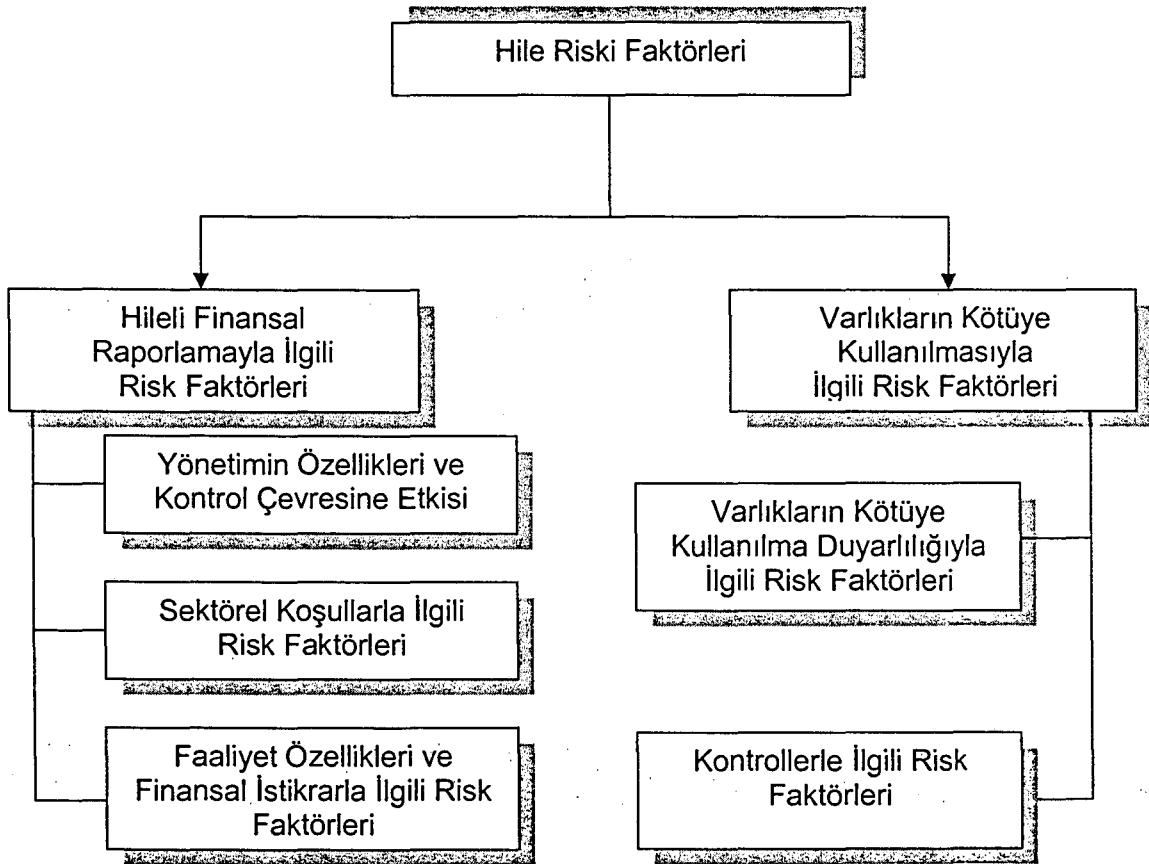 Hile Riski Faktörleri
Hileli Finansal
Raporlamayla İlgili
Risk Faktörleri
Yönetimin Özellikleri ve
Kontrol Çevresine Etkisi
Sektörel Koşullarla İlgili
Risk Faktörleri
Faaliyet Özellikleri ve
Finansal İstikrarla İlgili Risk
Faktörleri
Varlıkların Kötüye
Kullanılmasıyla
İlgili Risk Faktörleri
Varlıkların Kötüye
Kullanılma Duyarlılığıyla
İlgili Risk Faktörleri
Kontrollerle İlgili Risk
Faktörleri